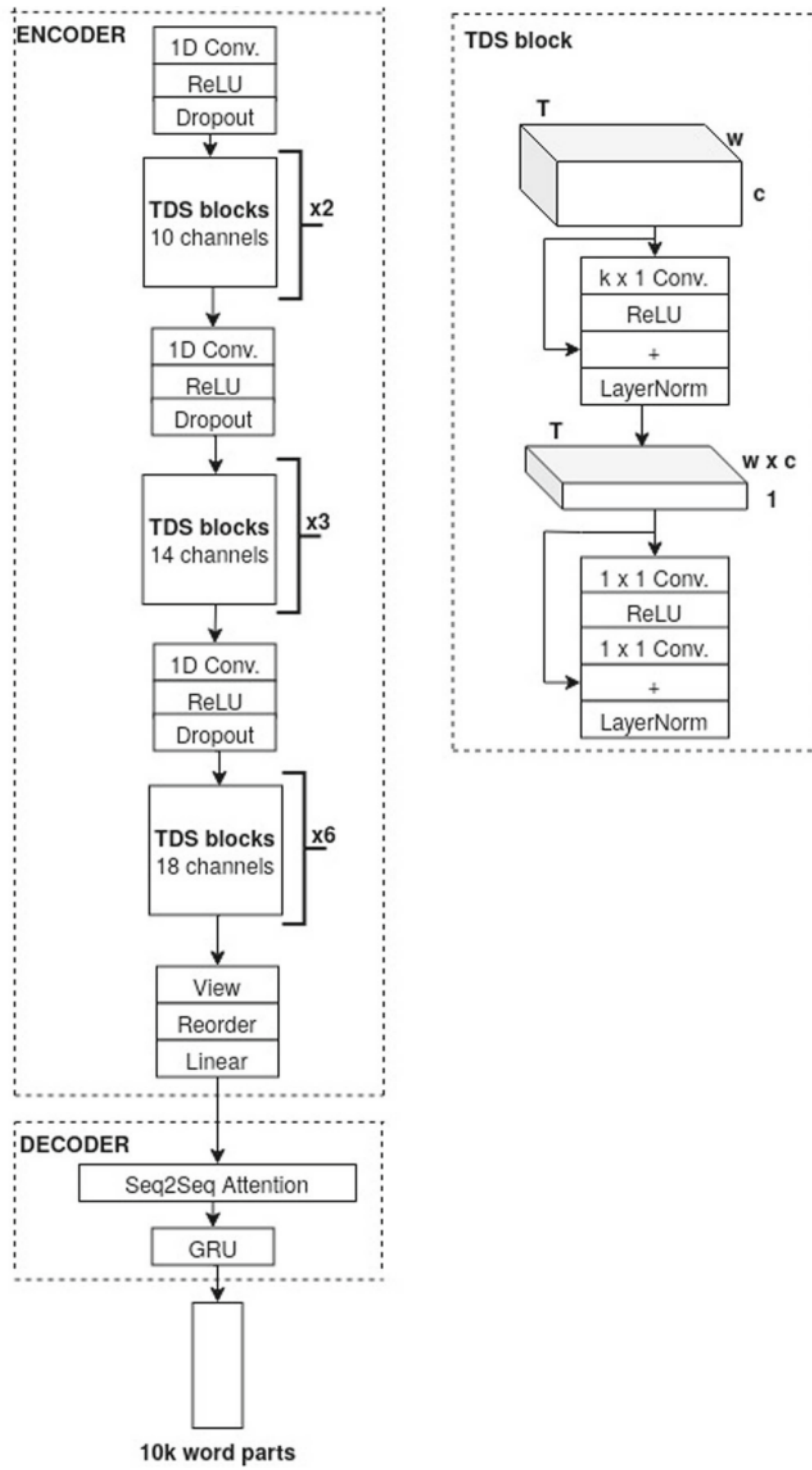 ENCODER
1D Conv.
ReLU
Dropout
TDS blocks
10 channels
x2
1D Conv.
ReLU
Dropout
TDS blocks
14 channels
x3
1D Conv.
ReLU
Dropout
TDS blocks
18 channels
x6
View
Reorder
Linear
DECODER
Seq2Seq Attention
GRU
10k word parts
TDS block
T
w
c
k x 1 Conv.
ReLU
+
LayerNorm
T
w x c
1
1 x 1 Conv.
ReLU
1 x 1 Conv.
+
LayerNorm